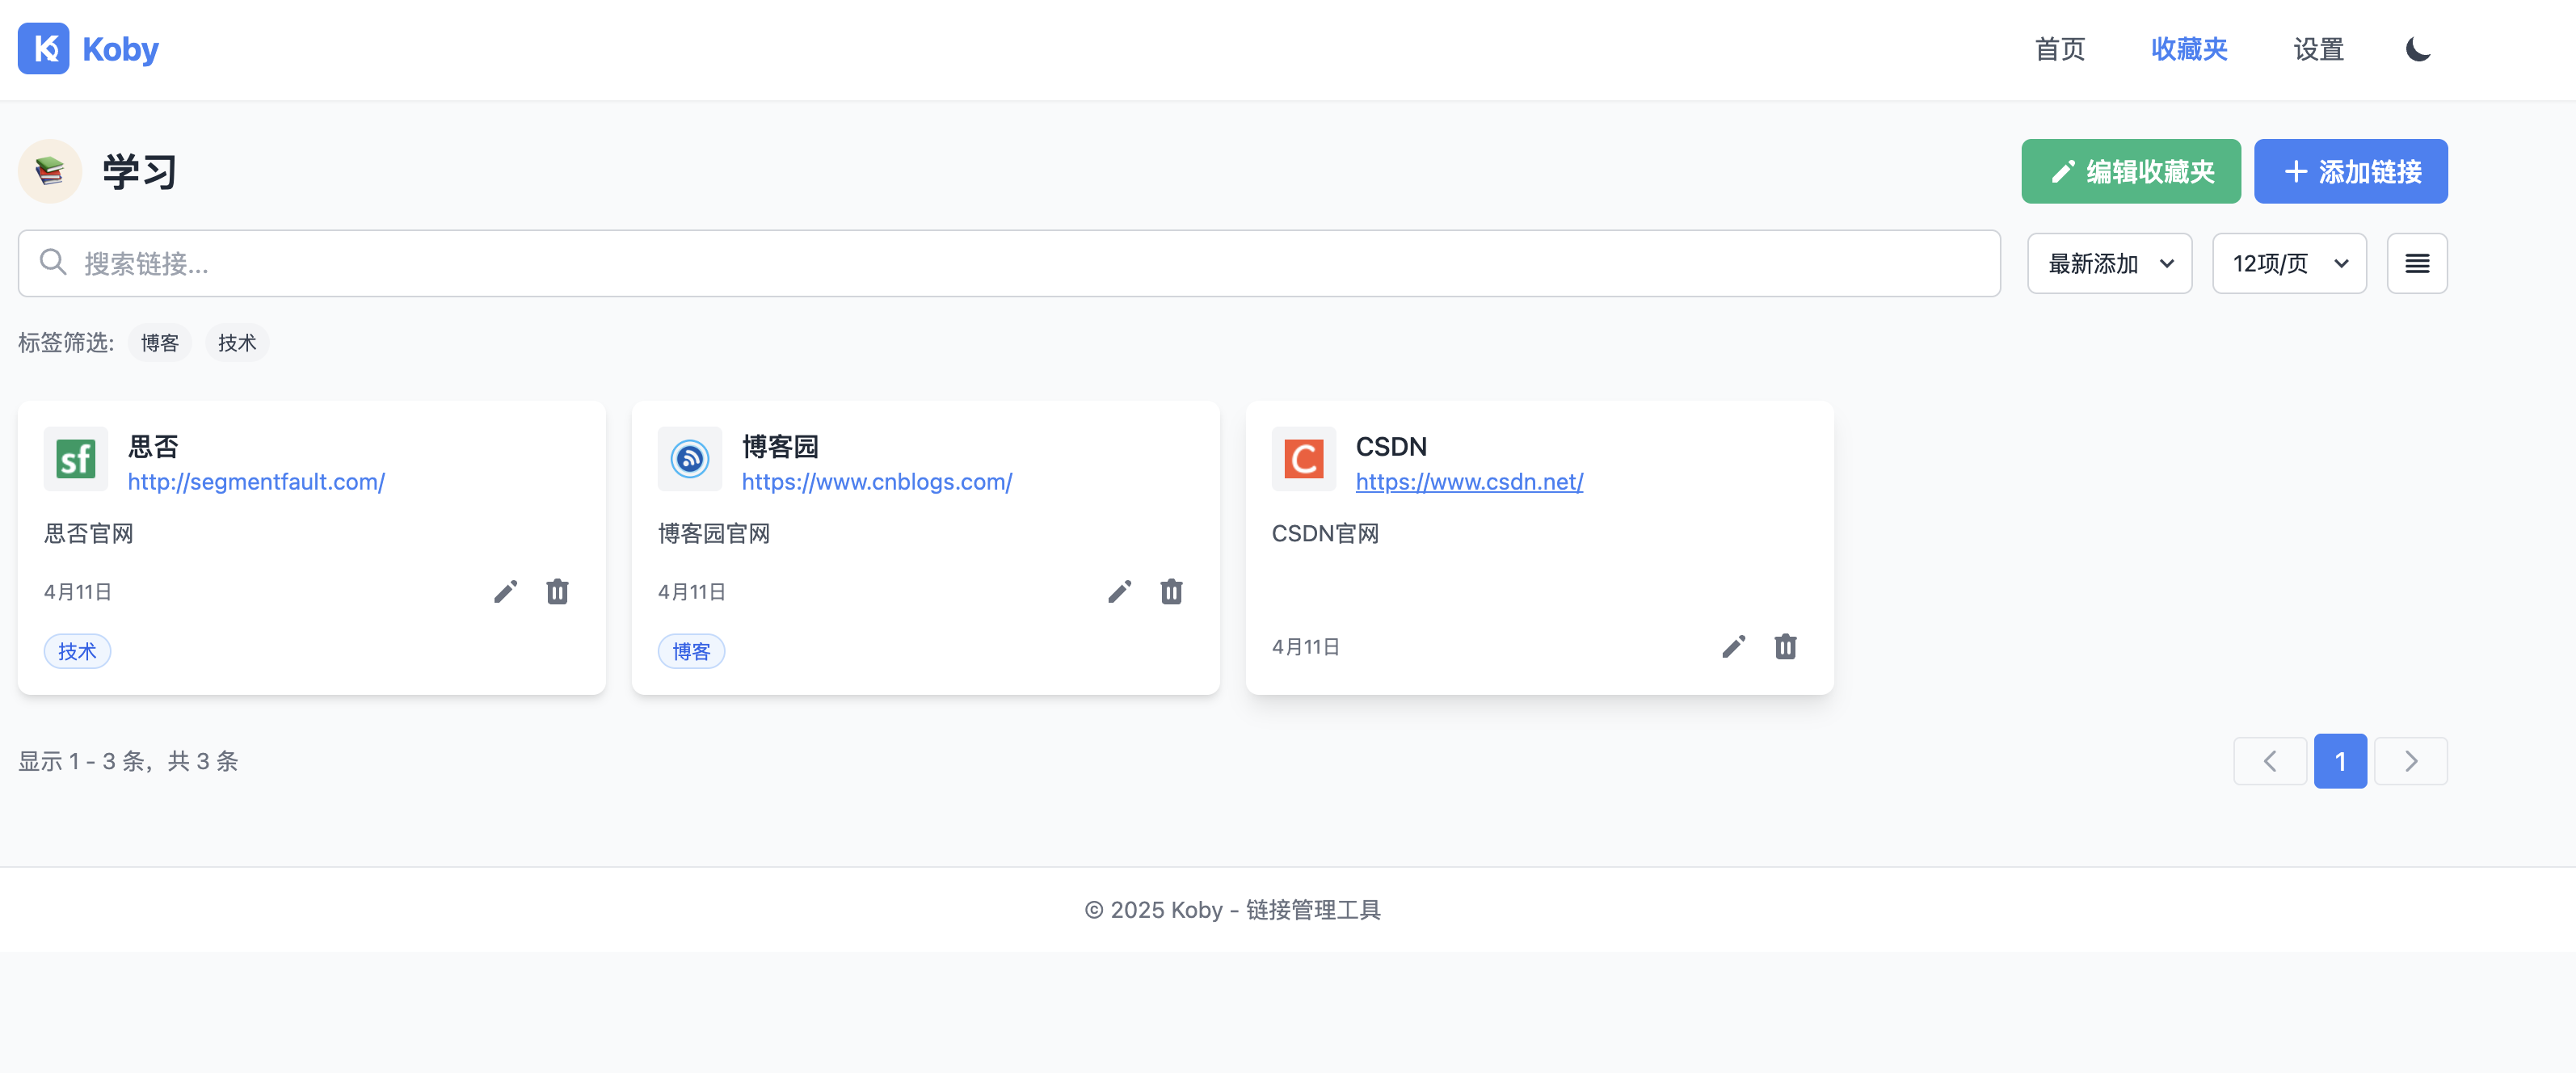 Koby
首页 收藏夹 设置
学习
编辑收藏夹 添加链接
搜索链接...
最新添加 12项/页
标签筛选: 博客 技术
思否
http://segmentfault.com/
思否官网
4月11日
技术
博客园
https://www.cnblogs.com/
博客园官网
4月11日
博客
CSDN
https://www.csdn.net/
CSDN官网
4月11日
显示 1 - 3 条，共 3 条
1
© 2025 Koby - 链接管理工具